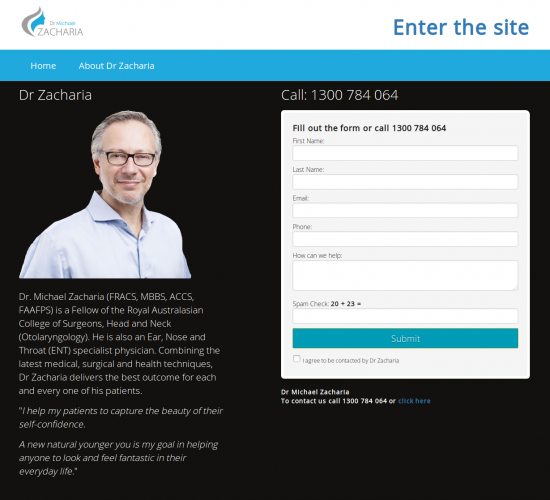 Dr Michael
ZACHARIA
Enter the site
Home
About Dr Zacharia
Dr Zacharia
Call: 1300 784 064
Fill out the form or call 1300 784 064
First Name:
Last Name:
Email:
Phone:
How can we help:
Spam Check: 20 + 23 =
Submit
I agree to be contacted by Dr Zacharia
Dr Michael Zacharia
To contact us call 1300 784 064 or click here
Dr. Michael Zacharia (FRACS, MBBS, ACCS,
FAAFPS) is a Fellow of the Royal Australasian
College of Surgeons, Head and Neck
(Otolaryngology). He is also an Ear, Nose and
Throat (ENT) specialist physician. Combining the
latest medical, surgical and health techniques,
Dr Zacharia delivers the best outcome for each
and every one of his patients.
"I help my patients to capture the beauty of their
self-confidence.
A new natural younger you is my goal in helping
anyone to look and feel fantastic in their
everyday life."